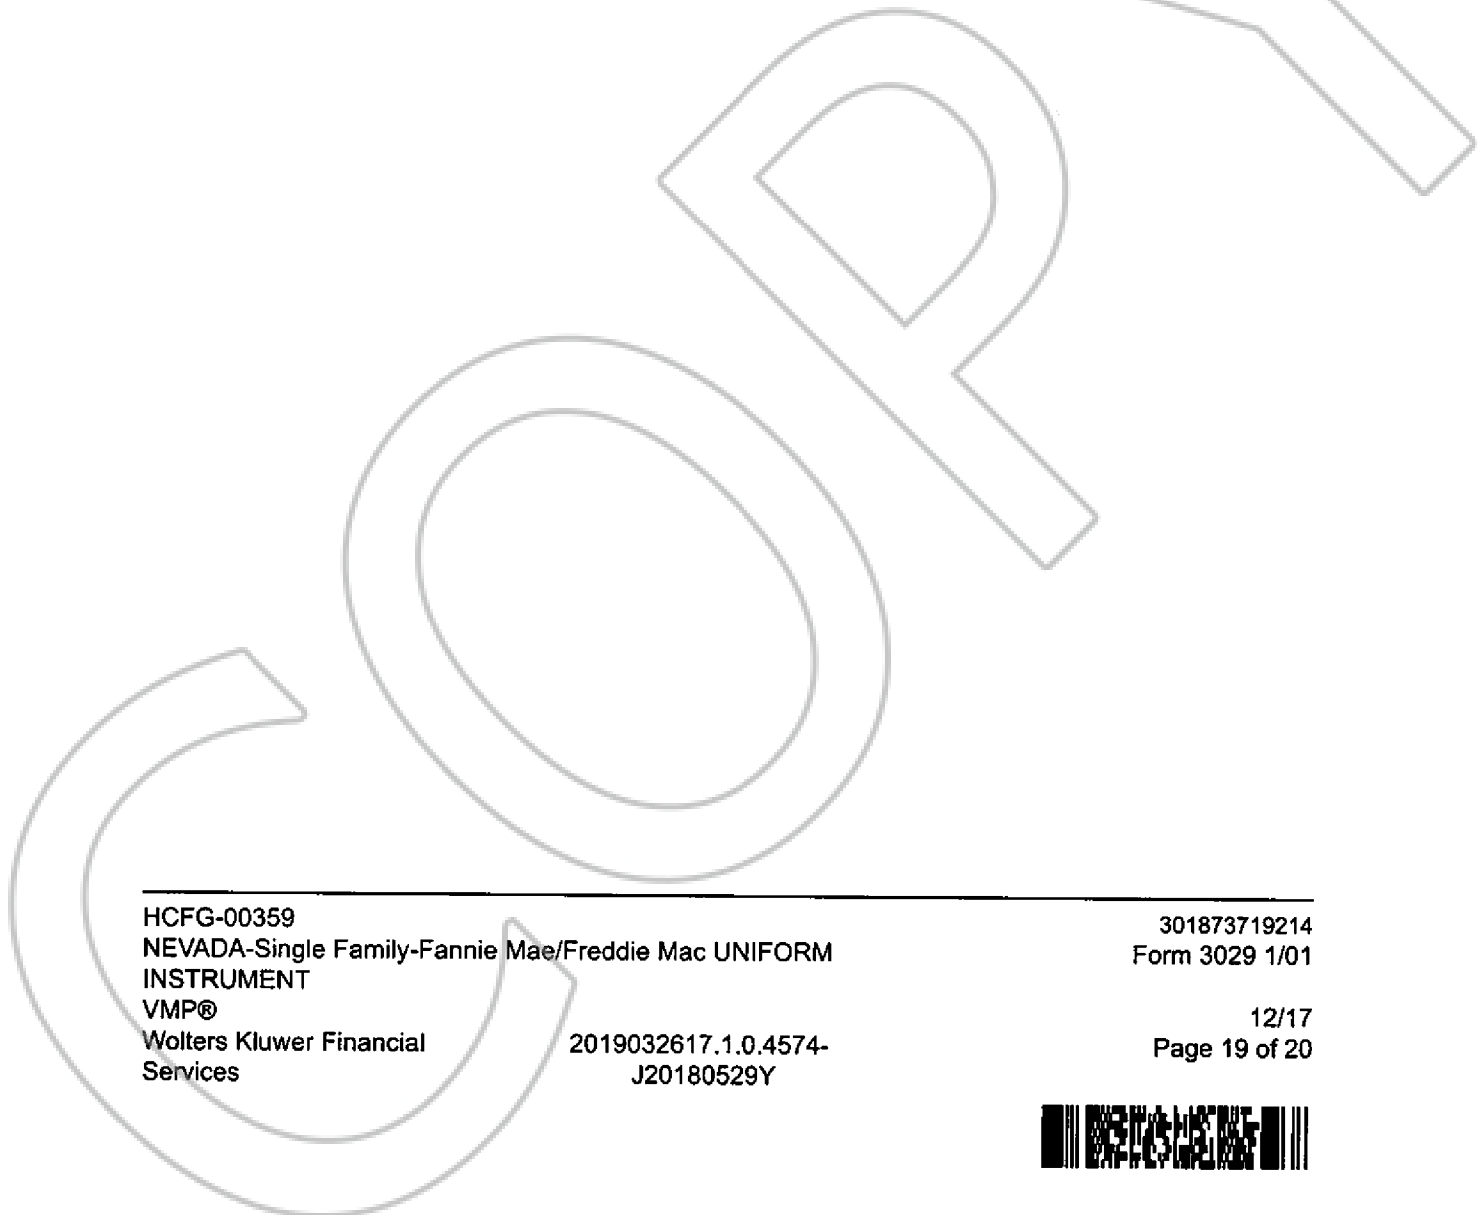 COPY
HCFG-00359
301873719214
NEVADA-Single Family-Fannie Mae/Freddie Mac UNIFORM
Form 3029 1/01
INSTRUMENT
VMP®
12/17
Wolters Kluwer Financial
2019032617.1.0.4574-
Page 19 of 20
Services
J20180529Y